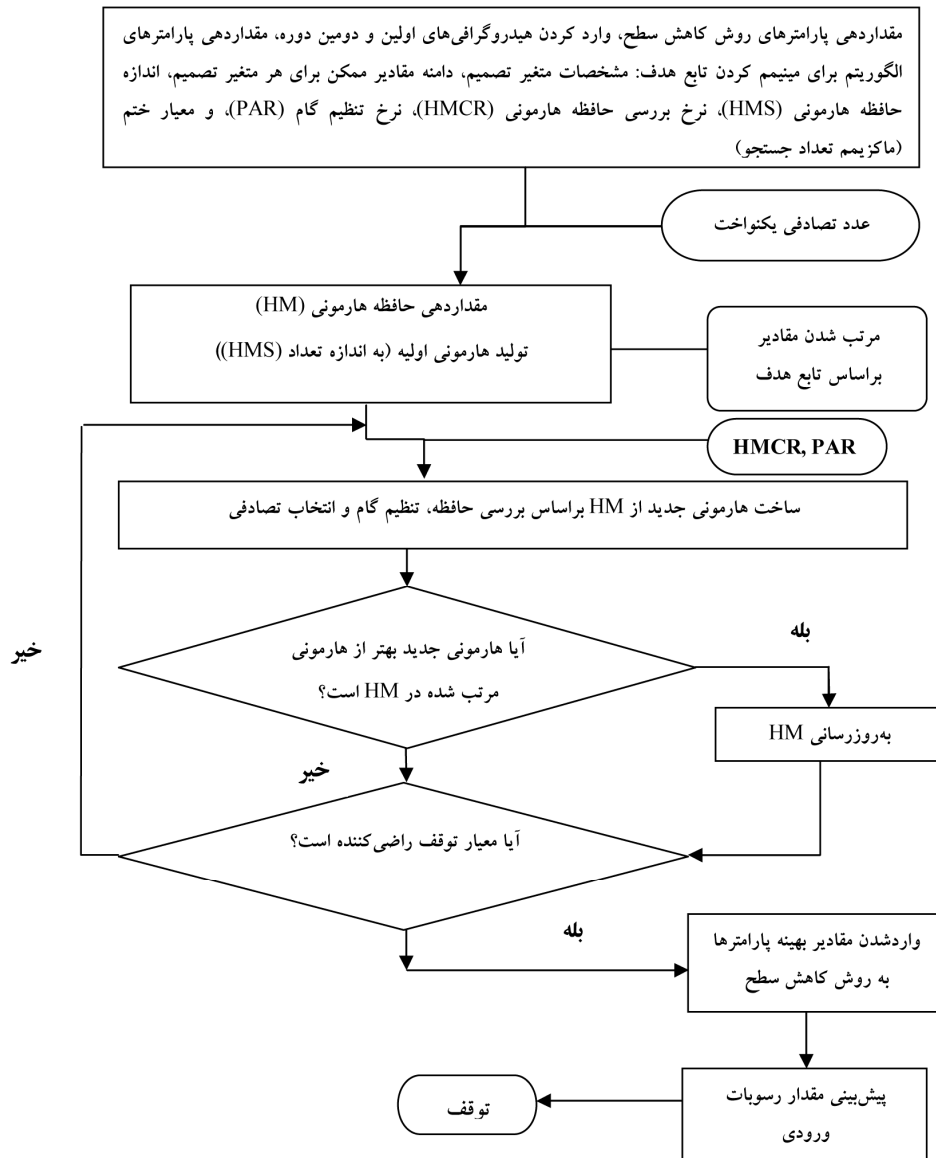 مقداردهی پارامترهای روش کاهش سطح، وارد کردن هیدروگرافی‌های اولین و دومین دوره، مقداردهی پارامترهای
الگوریتم برای مینیمم کردن تابع هدف: مشخصات متغیر تصمیم، دامنه مقادیر ممکن برای هر متغیر تصمیم، اندازه
حافظه هارمونی (HMS)، نرخ بررسی حافظه هارمونی (HMCR)، نرخ تنظیم گام (PAR)، و معیار ختم
(ماکزیمم تعداد جستجو)
عدد تصادفی یکنواخت
مقداردهی حافظه هارمونی (HM)
تولید هارمونی اولیه (به اندازه تعداد (HMS))
مرتب شدن مقادیر
براساس تابع هدف
HMCR, PAR
ساخت هارمونی جدید از HM براساس بررسی حافظه، تنظیم گام و انتخاب تصادفی
آیا هارمونی جدید بهتر از هارمونی
مرتب شده در HM است؟
بله
خیر
به‌روزرسانی HM
خیر
آیا معیار توقف راضی‌کننده است؟
بله
واردشدن مقادیر بهینه پارامترها
به روش کاهش سطح
پیش‌بینی مقدار رسوبات
ورودی
توقف